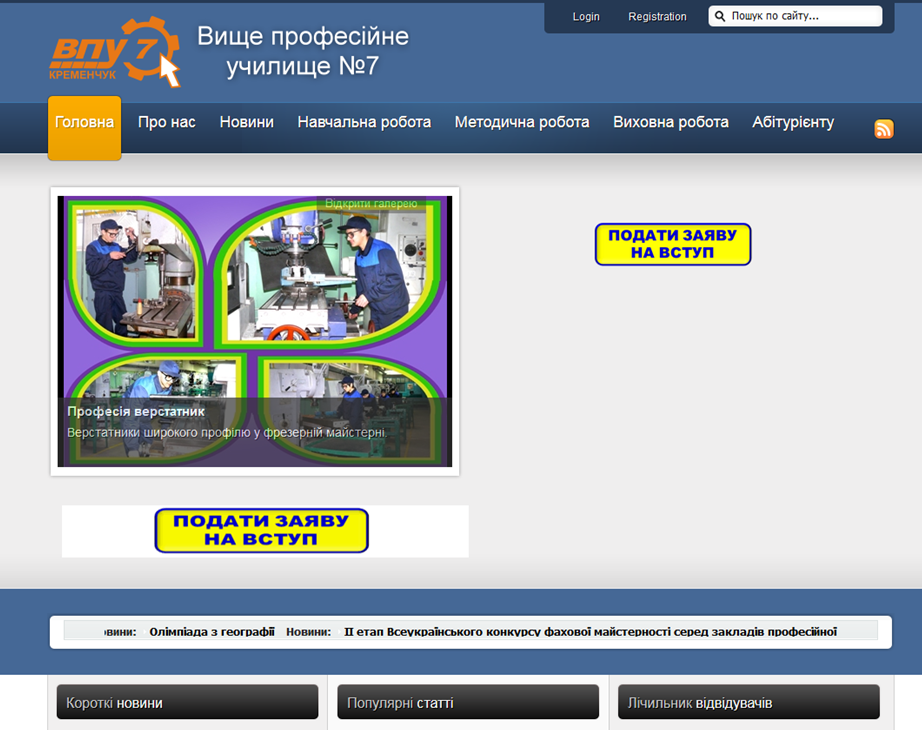 Login
Registration
Пошук по сайту...
ВПУ 7
КРЕМЕНЧУК
Вище професійне
училище №7
Головна
Про нас
Новини
Навчальна робота
Методична робота
Виховна робота
Абітурієнту
Відкрити галерею
Професія верстатник
Верстатники широкого профілю у фрезерній майстерні
ПОДАТИ ЗАЯВУ
НА ВСТУП
ПОДАТИ ЗАЯВУ
НА ВСТУП
вини: Олімпіада з географії Новини: ІІ етап Всеукраїнського конкурсу фахової майстерності серед закладів професійної
Короткі новини
Популярні статті
Лічильник відвідувачів